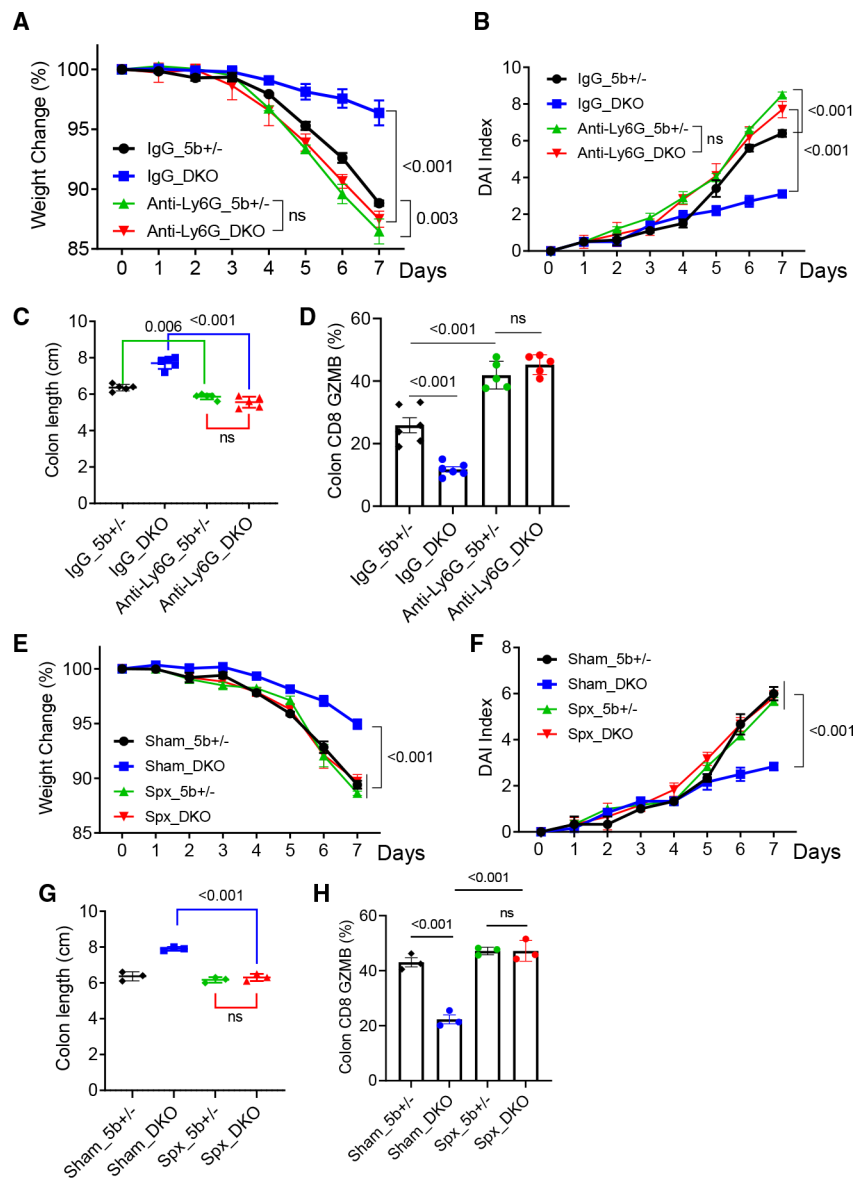 A
Weight Change (%)
100
95
90
85
IgG_5b+/-
IgG_DKO
Anti-Ly6G_5b+/-
Anti-Ly6G_DKO
ns
<0.001
0.003
0 1 2 3 4 5 6 7 Days
B
DAI Index
10
8
6
4
2
0
IgG_5b+/-
IgG_DKO
Anti-Ly6G_5b+/-
Anti-Ly6G_DKO
ns
<0.001
<0.001
0 1 2 3 4 5 6 7 Days
C
Colon length (cm)
10
8
6
4
2
0
0.006
<0.001
ns
IgG_5b+/-
IgG_DKO
Anti-Ly6G_5b+/-
Anti-Ly6G_DKO
D
Colon CD8 GZMB (%)
60
40
20
0
<0.001
<0.001
ns
IgG_5b+/-
IgG_DKO
Anti-Ly6G_5b+/-
Anti-Ly6G_DKO
E
Weight Change (%)
100
95
90
85
Sham_5b+/-
Sham_DKO
Spx_5b+/-
Spx_DKO
<0.001
0 1 2 3 4 5 6 7 Days
F
DAI Index
8
6
4
2
0
Sham_5b+/-
Sham_DKO
Spx_5b+/-
Spx_DKO
<0.001
0 1 2 3 4 5 6 7 Days
G
Colon length (cm)
10
8
6
4
2
0
<0.001
ns
Sham_5b+/-
Sham_DKO
Spx_5b+/-
Spx_DKO
H
Colon CD8 GZMB (%)
60
40
20
0
<0.001
<0.001
ns
Sham_5b+/-
Sham_DKO
Spx_5b+/-
Spx_DKO